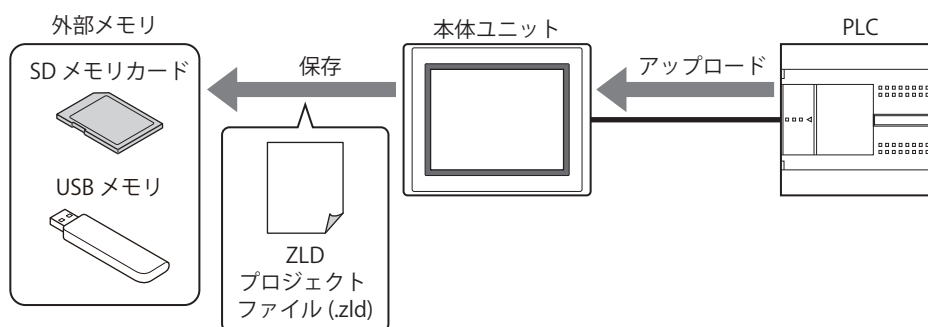 外部メモリ
SD メモリカード
USB メモリ
保存
ZLD
プロジェクト
ファイル (.zld)
本体ユニット
アップロード
PLC